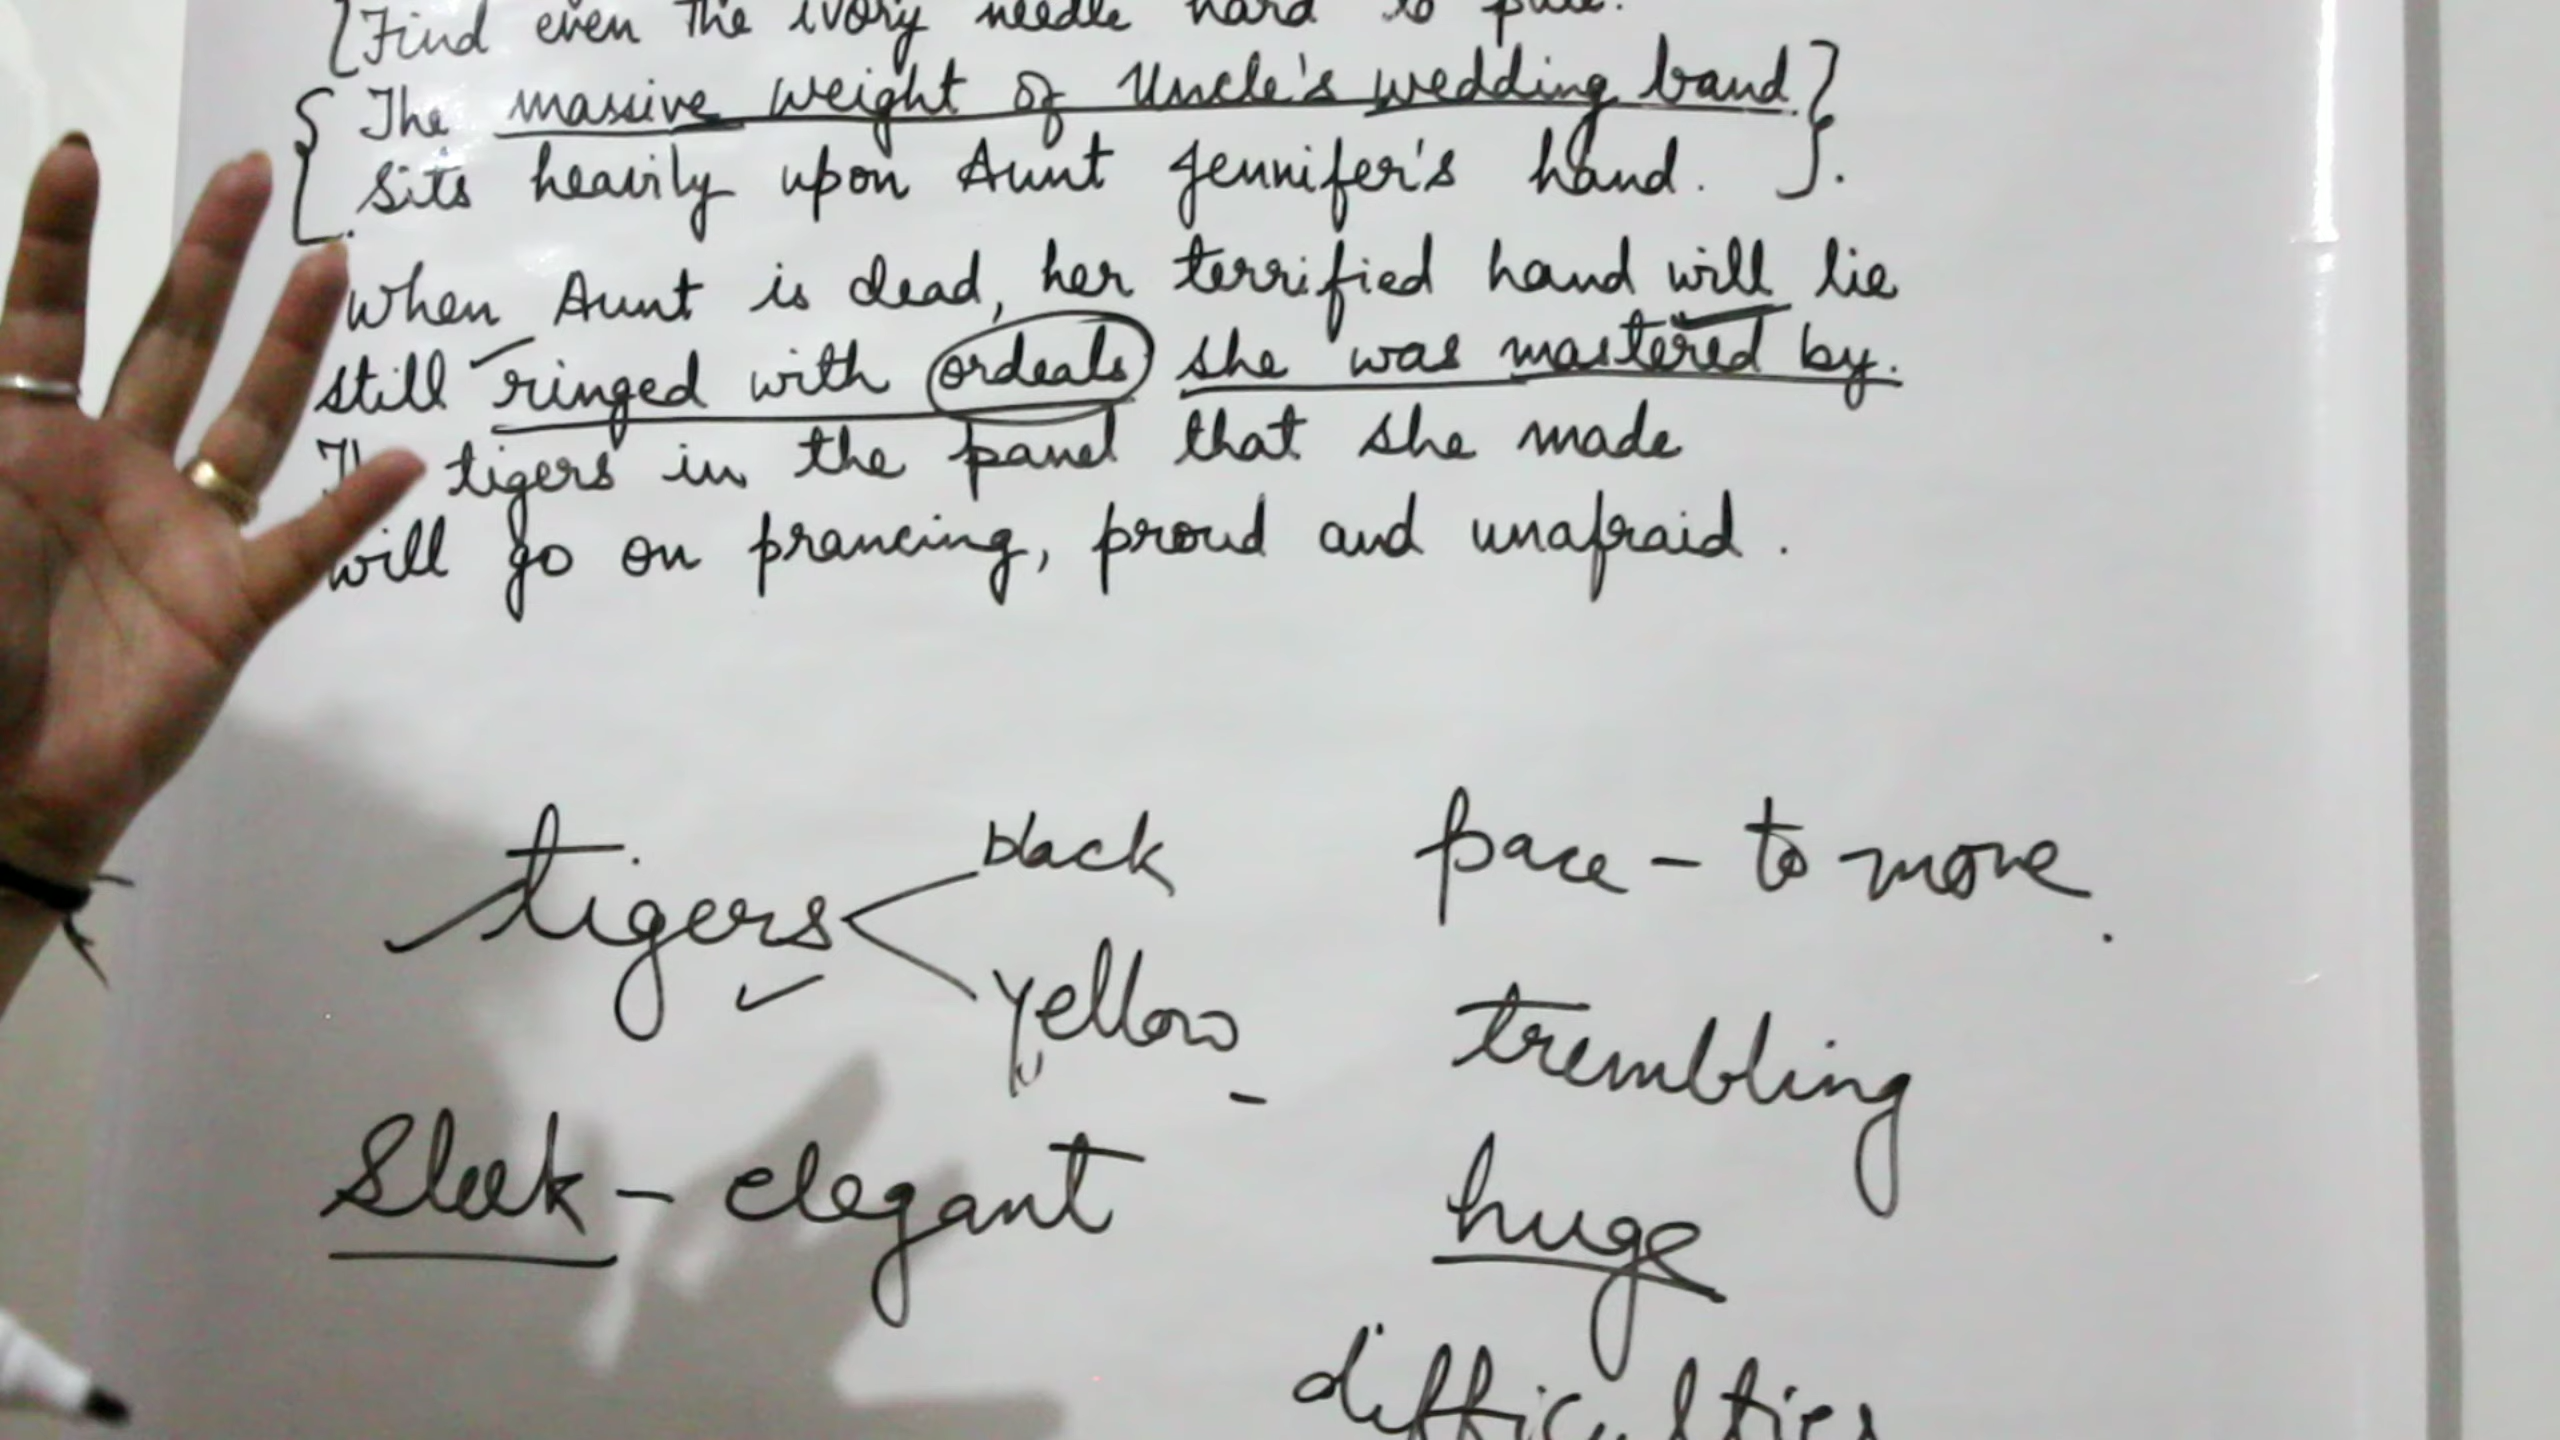 Find even the ivory needle hard to pull.
The massive weight of Uncle's wedding band
Sits heavily upon Aunt Jennifer's hand.
When Aunt is dead, her terrified hand will lie
still ringed with ordeals she was mastered by.
tigers in the panel that she made
will go on prancing, proud and unafraid.
tigers
black
yellow
pace - to move.
trembling
Sleek - elegant
huge
difficulties